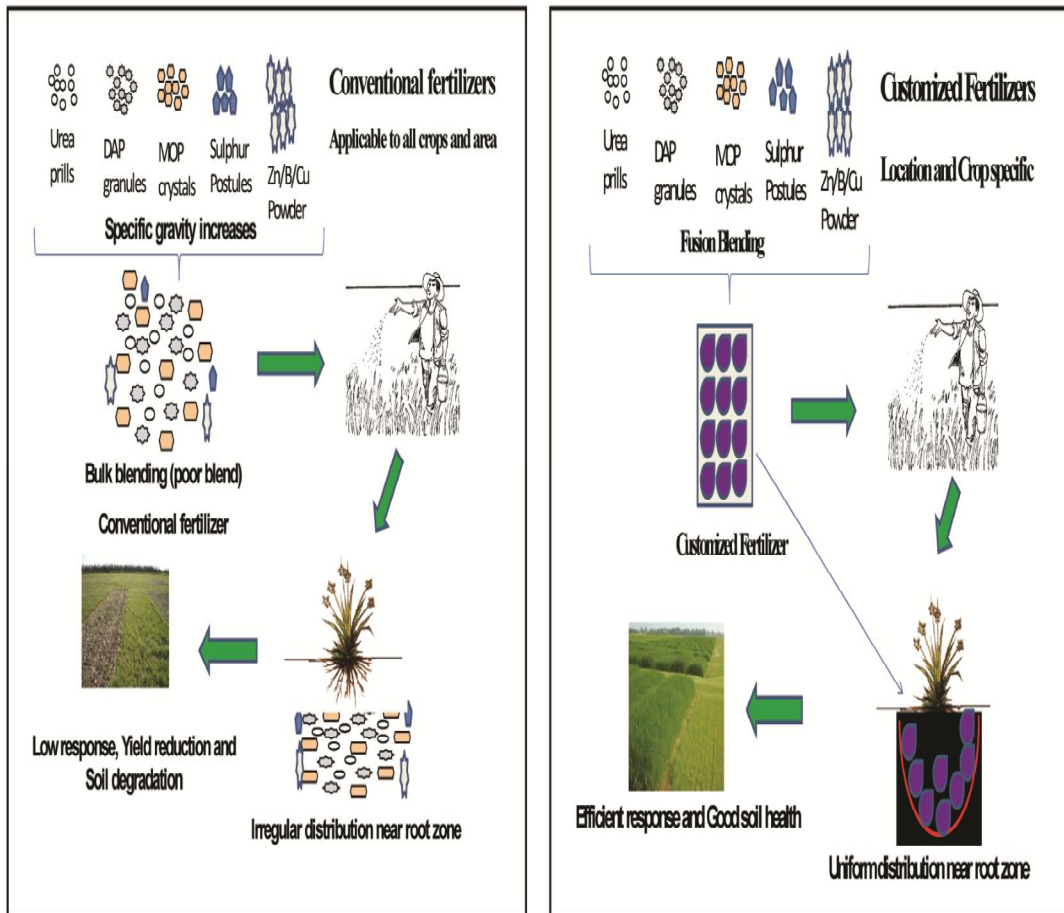 Conventional fertilizers
Applicable to all crops and area
Urea
prills
DAP
granules
MOP
crystals
Sulphur
Postules
Zn/B/Cu
Powder
Specific gravity increases
Bulk blending (poor blend)
Conventional fertilizer
Low response, Yield reduction and
Soil degradation
Irregular distribution near root zone
Customized Fertilizers
Location and Crop specific
Urea
prills
DAP
granules
MOP
crystals
Sulphur
Postules
Zn/B/Cu
Powder
Fusion Blending
Customized Fertilizer
Efficient response and Good soil health
Uniform distribution near root zone